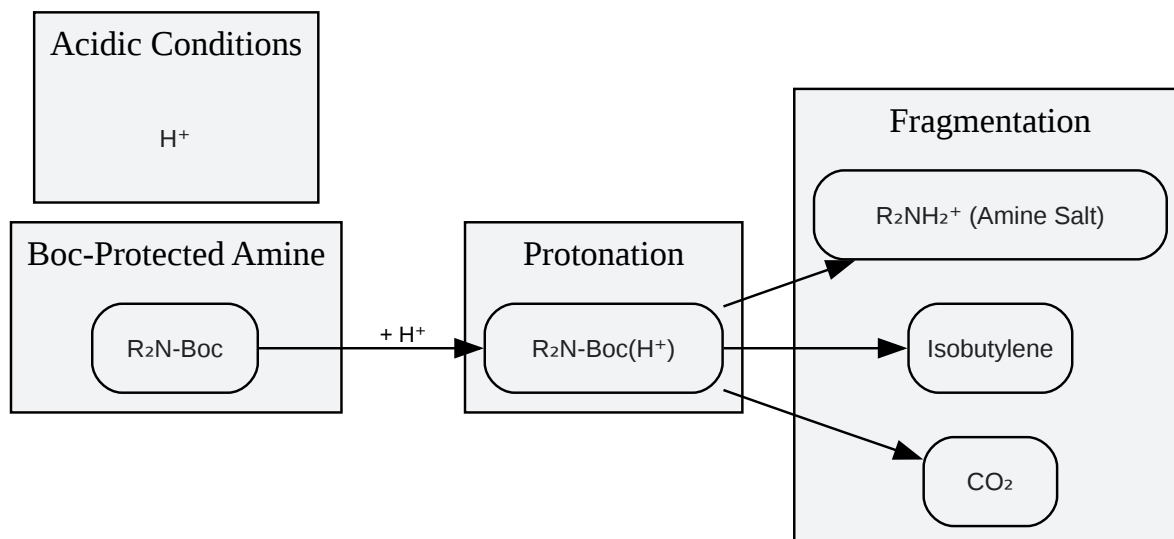 Acidic Conditions
H⁺
Boc-Protected Amine
R₂N-Boc
+ H⁺
Protonation
R₂N-Boc(H⁺)
Fragmentation
R₂NH₂⁺ (Amine Salt)
Isobutylene
CO₂